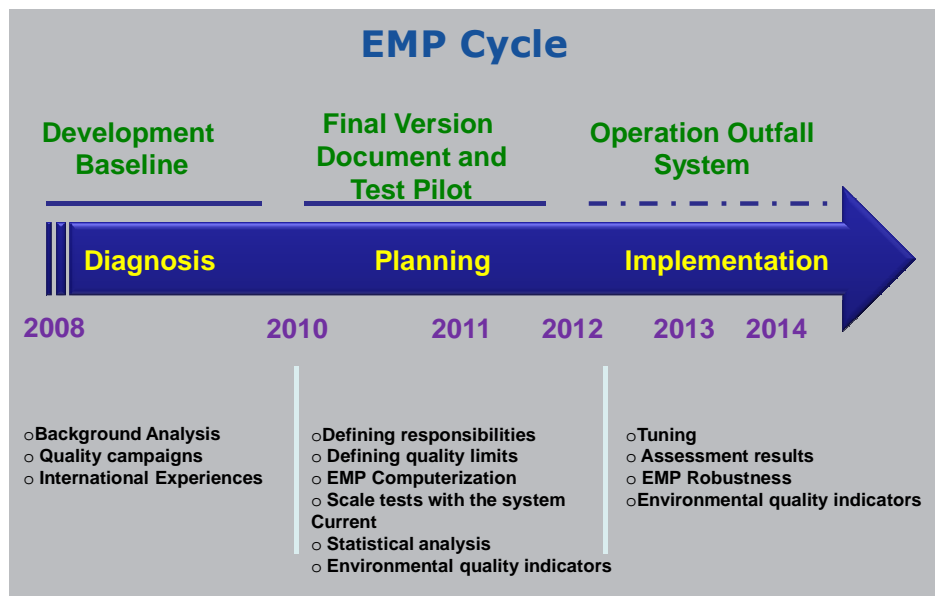 EMP Cycle
Development
Baseline
Final Version
Document and
Test Pilot
Operation Outfall
System
Diagnosis
Planning
Implementation
2008
2010
2011
2012
2013
2014
oBackground Analysis
o Quality campaigns
o International Experiences
oDefining responsibilities
o Defining quality limits
o EMP Computerization
o Scale tests with the system
Current
o Statistical analysis
o Environmental quality indicators
oTuning
o Assessment results
o EMP Robustness
oEnvironmental quality indicators